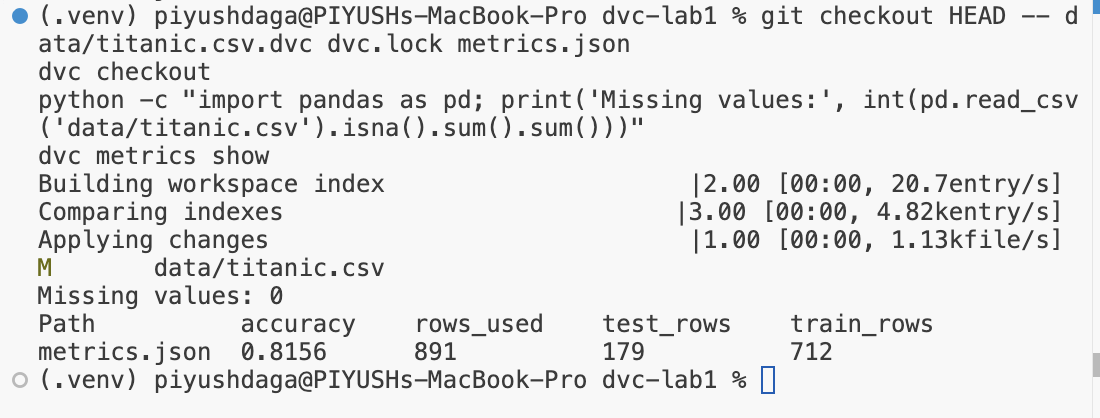 (.venv) piyushdaga@PIYUSHs-MacBook-Pro dvc-lab1 % git checkout HEAD -- d
ata/titanic.csv.dvc dvc.lock metrics.json
dvc checkout
python -c "import pandas as pd; print('Missing values:', int(pd.read_csv
('data/titanic.csv').isna().sum().sum()))"
dvc metrics show
Building workspace index |2.00 [00:00, 20.7entry/s]
Comparing indexes |3.00 [00:00, 4.82kentry/s]
Applying changes |1.00 [00:00, 1.13kfile/s]
M data/titanic.csv
Missing values: 0
Path accuracy rows_used test_rows train_rows
metrics.json 0.8156 891 179 712
(.venv) piyushdaga@PIYUSHs-MacBook-Pro dvc-lab1 %